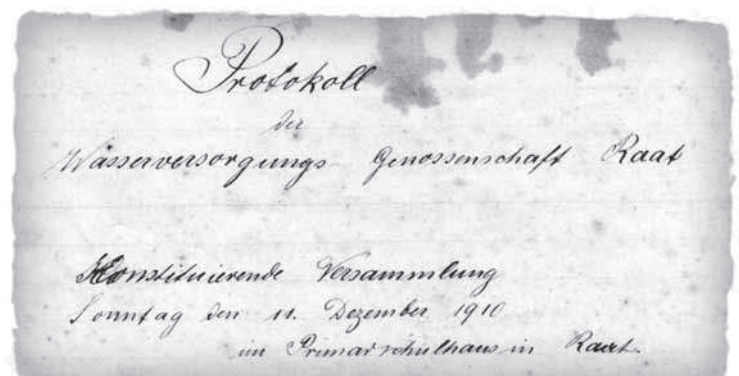 Protokoll
der
Wasserversorgungs Genossenschaft Raat
Konstituierende Versammlung
Sonntag den 11. Dezember 1910
im Primarschulhaus in Raat.